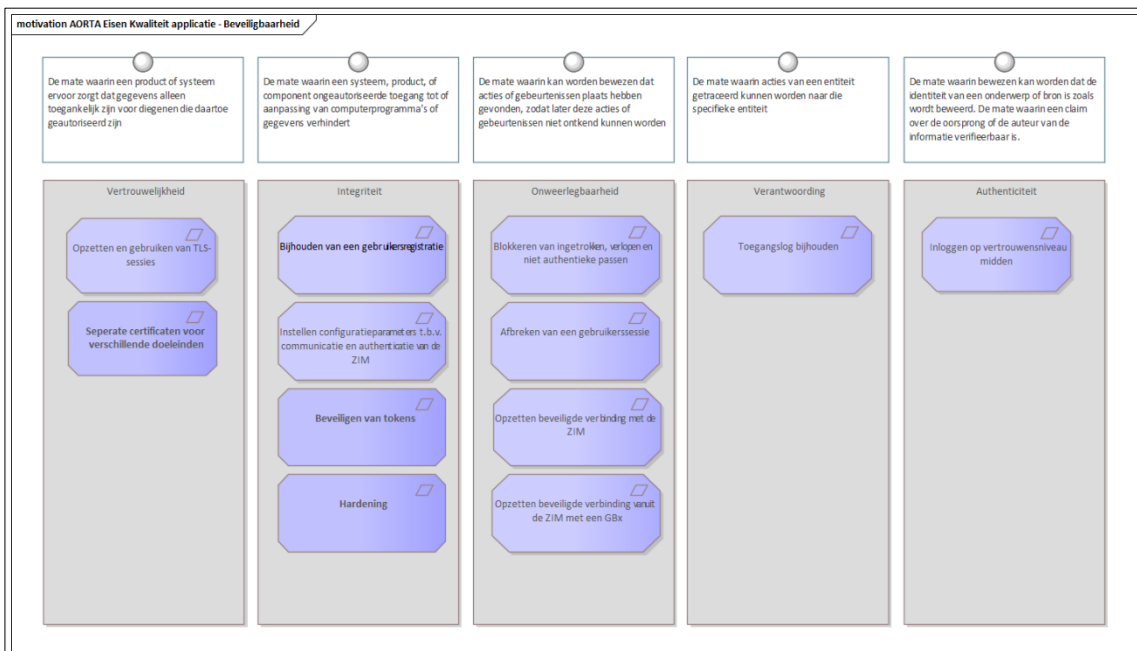 motivation AORTA Eisen Kwaliteit applicatie - Beveiligbaarheid
De mate waarin een product of systeem
ervoor zorgt dat gegevens alleen
toegankelijk zijn voor diegenen die daartoe
geautoriseerd zijn
De mate waarin een systeem, product, of
component ongeautoriseerde toegang tot of
aanpassing van computerprogramma's of
gegevens verhindert
De mate waarin kan worden bewezen dat
acties of gebeurtenissen plaats hebben
gevonden, zodat later deze acties of
gebeurtenissen niet ontkend kunnen worden
De mate waarin acties van een entiteit
getraceerd kunnen worden naar die
specifieke entiteit
De mate waarin bewezen kan worden dat de
identiteit van een onderwerp of bron is zoals
wordt beweerd. De mate waarin een claim
over de oorsprong of de auteur van de
informatie verifieerbaar is.
Vertrouwelijkheid
Opzetten en gebruiken van TLS-
sessies
Seperate certificaten voor
verschillende doeleinden
Integriteit
Bijhouden van een gebruikersregistratie
Instellen configuratieparameters t.b.v.
communicatie en authenticatie van de
ZIM
Beveiligen van tokens
Hardening
Onweerlegbaarheid
Blokkeren van ingetrokken, verlopen en
niet authentieke passen
Afbreken van een gebruikerssessie
Opzetten beveiligde verbinding met de
ZIM
Opzetten beveiligde verbinding vanuit
de ZIM met een GBx
Verantwoording
Toegangslog bijhouden
Authenticiteit
Inloggen op vertrouwensniveau
midden